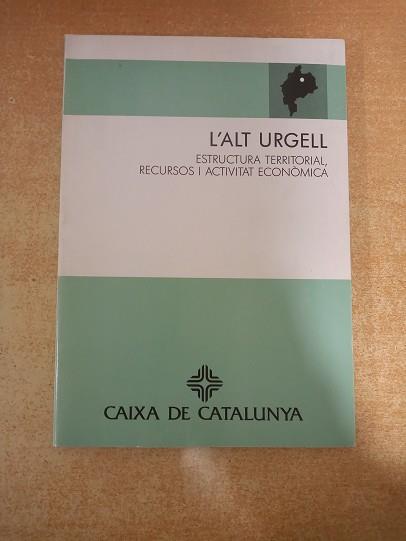 L'ALT URGELL
ESTRUCTURA TERRITORIAL,
RECURSOS I ACTIVITAT ECONÒMICA
CAIXA DE CATALUNYA